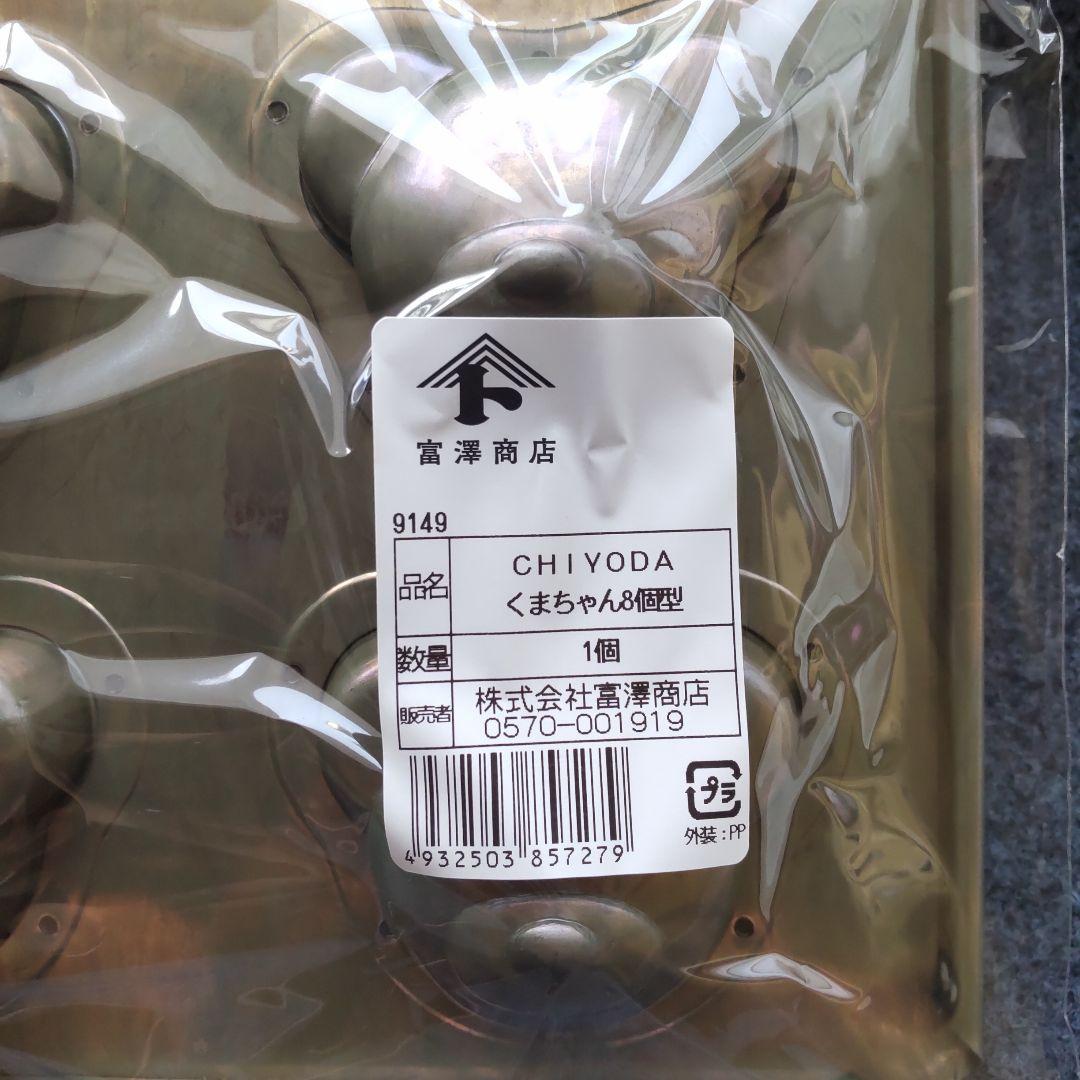 ト
富澤商店
9149
品名
CHIYODA
くまちゃん8個型
数量
1個
販売者
株式会社富澤商店
0570-001919
プラ
外装:PP
4932503857279